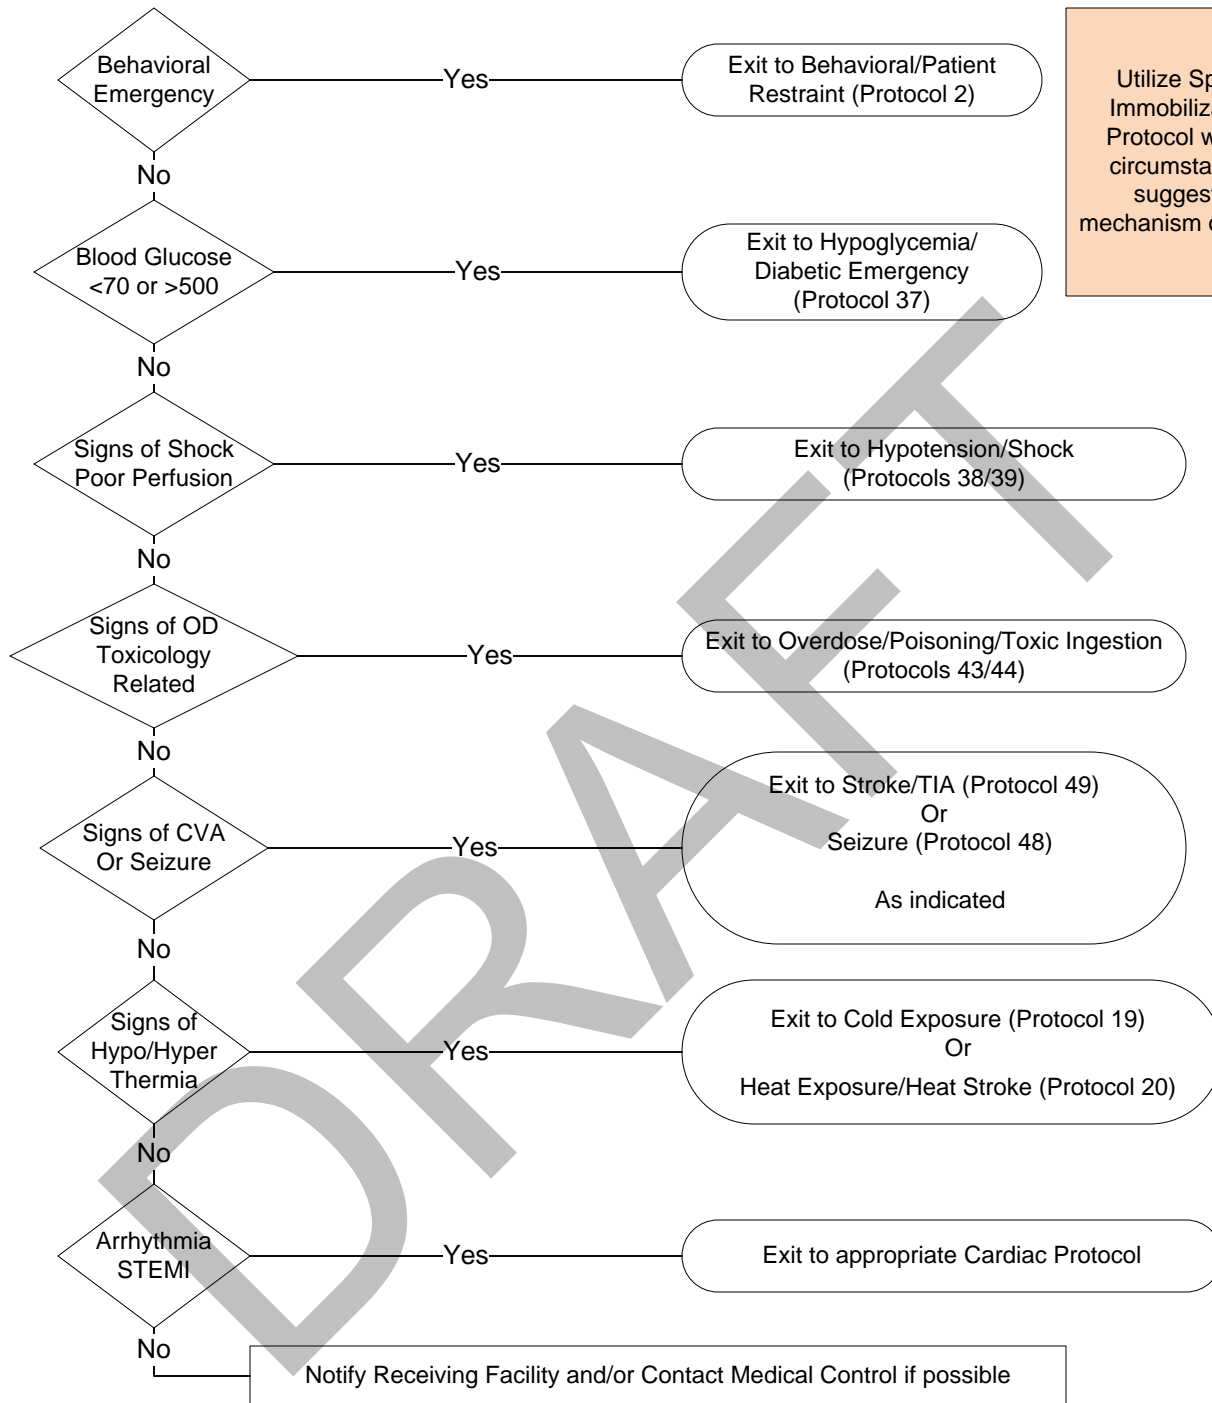 Behavioral
Emergency
Yes
Exit to Behavioral/Patient
Restraint (Protocol 2)
Utilize
Protocol
mechanism
No
Blood Glucose
<70 or >500
Yes
Exit to Hypoglycemia/
Diabetic Emergency
(Protocol 37)
No
Signs of Shock
Poor Perfusion
Yes
Exit to Hypotension/Shock
(Protocols 38/39)
No
Signs of OD
Toxicology
Related
Yes
Exit to Overdose/Poisoning/Toxic Ingestion
(Protocols 43/44)
No
Signs of CVA
Or Seizure
Yes
Exit to Stroke/TIA (Protocol 49)
Or
Seizure (Protocol 48)
As indicated
No
Signs of
Hypo/Hyper
Thermia
Yes
Exit to Cold Exposure (Protocol 19)
Or
Heat Exposure/Heat Stroke (Protocol 20)
No
Arrhythmia
STEMI
Yes
Exit to appropriate Cardiac Protocol
No
Notify Receiving Facility and/or Contact Medical Control if possible
DRAFT